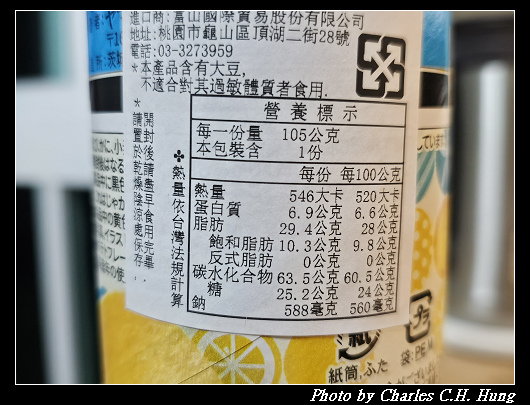 進口商:富山國際貿易股份有限公司
地址:桃園市龜山區頂湖二街28號
電話:03-3273959
*本產品含有大豆,
不適合對其過敏體質者食用.
營養標示
每一份量 105公克
本包裝含 1份
每份 每100公克
熱量 546大卡 520大卡
蛋白質 6.9公克 6.6公克
脂肪 29.4公克 28公克
飽和脂肪 10.3公克 9.8公克
反式脂肪 0公克 0公克
碳水化合物 63.5公克 60.5公克
糖 25.2公克 24公克
鈉 588毫克 560毫克
*開封後請盡早食用完畢.
*請置於乾燥陰涼處保存.
✤熱量依台灣法規計算
プラ
紙
紙筒,ふた
袋:PE,M
Photo by Charles C.H. Hung